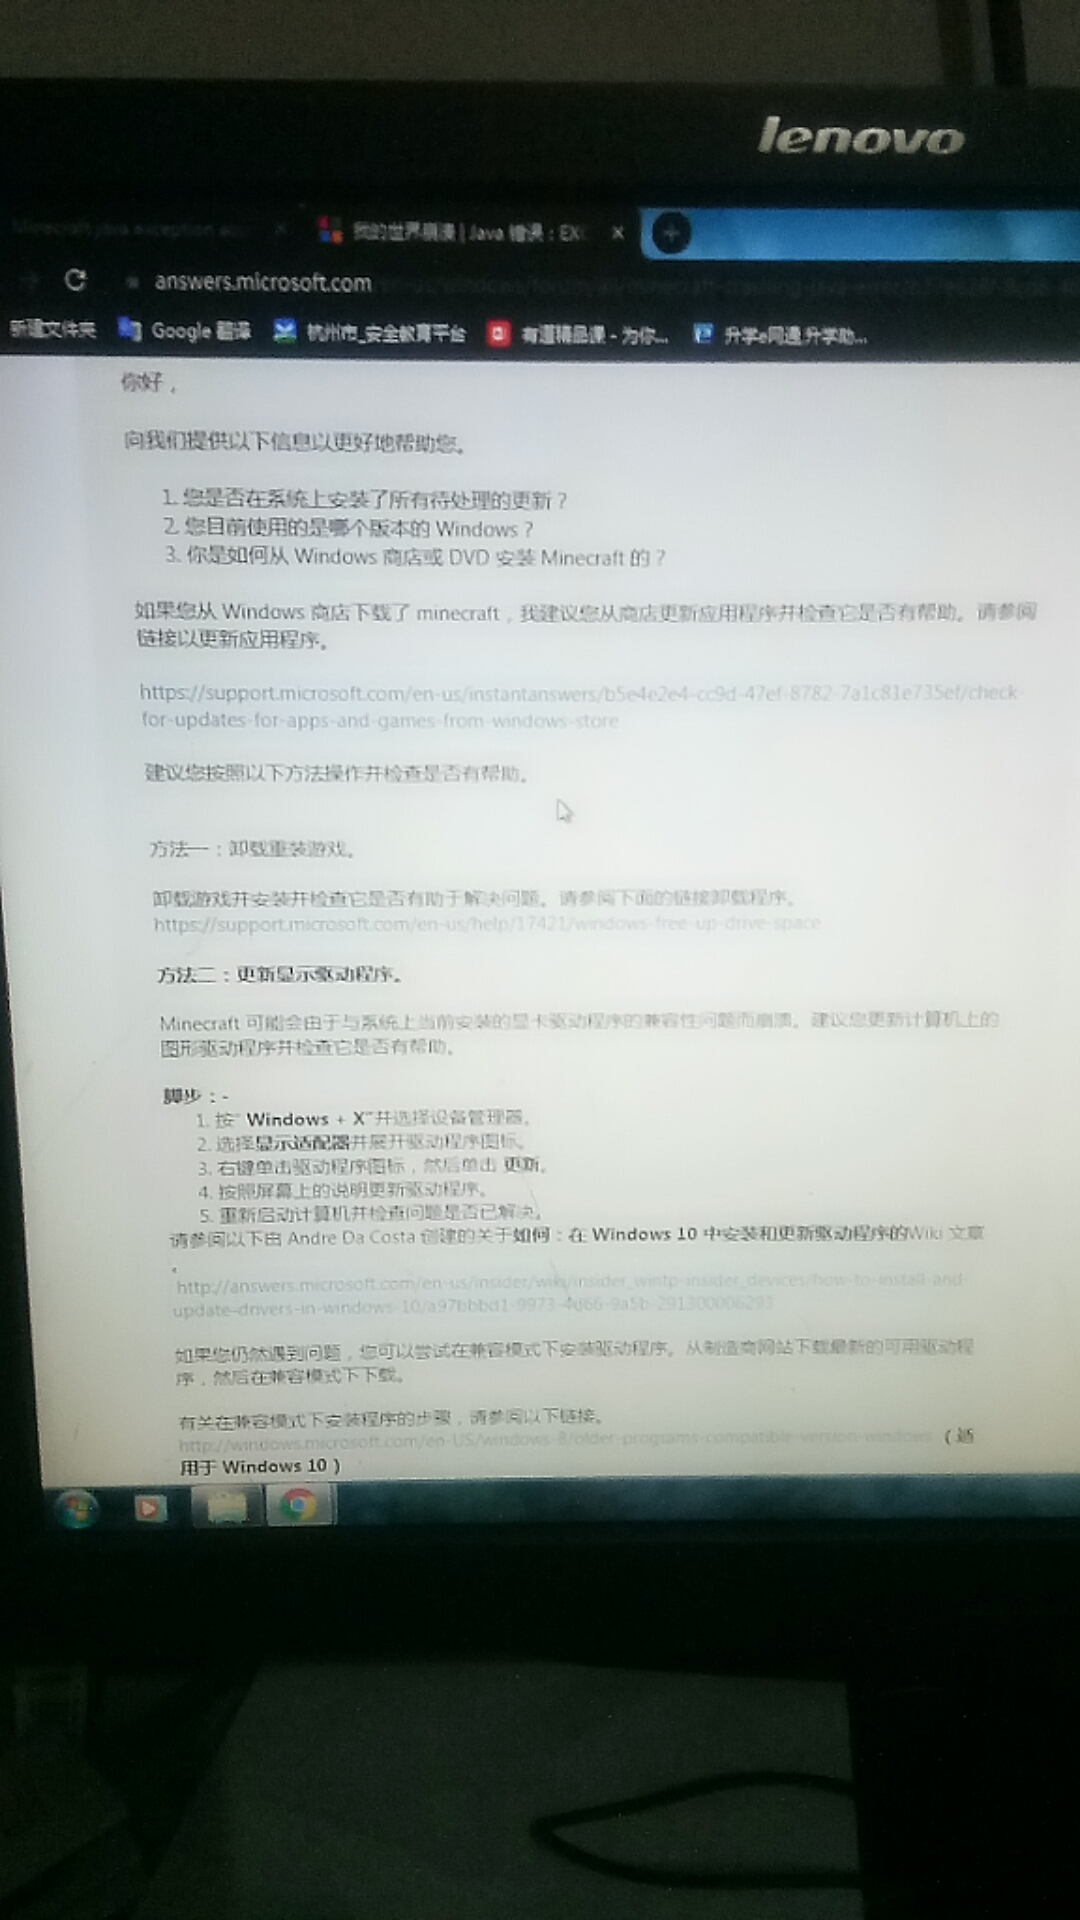 lenovo
Minecraft java exception
我的世界崩溃 | Java 错误：EX
answers.microsoft.com
新建文件夹 Google 翻译 杭州市_安全教育平台 有道精品课 - 为你... 升学e网通,升学助...
你好，
向我们提供以下信息以更好地帮助您。
1. 您是否在系统上安装了所有待处理的更新？
2. 您目前使用的是哪个版本的 Windows？
3. 你是如何从 Windows 商店或 DVD 安装 Minecraft 的？
如果您从 Windows 商店下载了 minecraft，我建议您从商店更新应用程序并检查它是否有帮助。请参阅
链接以更新应用程序。
https://support.microsoft.com/en-us/instantanswers/b5e4e2e4-cc9d-47ef-8782-7a1c81e735ef/check-
for-updates-for-apps-and-games-from-windows-store
建议您按照以下方法操作并检查是否有帮助。
方法一：卸载重装游戏。
卸载游戏并安装并检查它是否有助于解决问题。请参阅下面的链接卸载程序。
https://support.microsoft.com/en-us/help/17421/windows-free-up-drive-space
方法二：更新显示驱动程序。
Minecraft 可能会由于与系统上当前安装的显卡驱动程序的兼容性问题而崩溃。建议您更新计算机上的
图形驱动程序并检查它是否有帮助。
脚步：-
1. 按“ Windows + X”并选择设备管理器。
2. 选择显示适配器并展开驱动程序图标。
3. 右键单击驱动程序图标，然后单击 更新。
4. 按照屏幕上的说明更新驱动程序。
5. 重新启动计算机并检查问题是否已解决。
请参阅以下由 Andre Da Costa 创建的关于如何：在 Windows 10 中安装和更新驱动程序的Wiki 文章
。
http://answers.microsoft.com/en-us/insider/wiki/insider_wintp-insider_devices/how-to-install-and-
update-drivers-in-windows-10/a97bbbd1-9973-4d66-9a5b-291300006293
如果您仍然遇到问题，您可以尝试在兼容模式下安装驱动程序。从制造商网站下载最新的可用驱动程
序，然后在兼容模式下下载。
有关在兼容模式下安装程序的步骤，请参阅以下链接。
http://windows.microsoft.com/en-US/windows-8/older-programs-compatible-version-windows （适
用于 Windows 10 ）